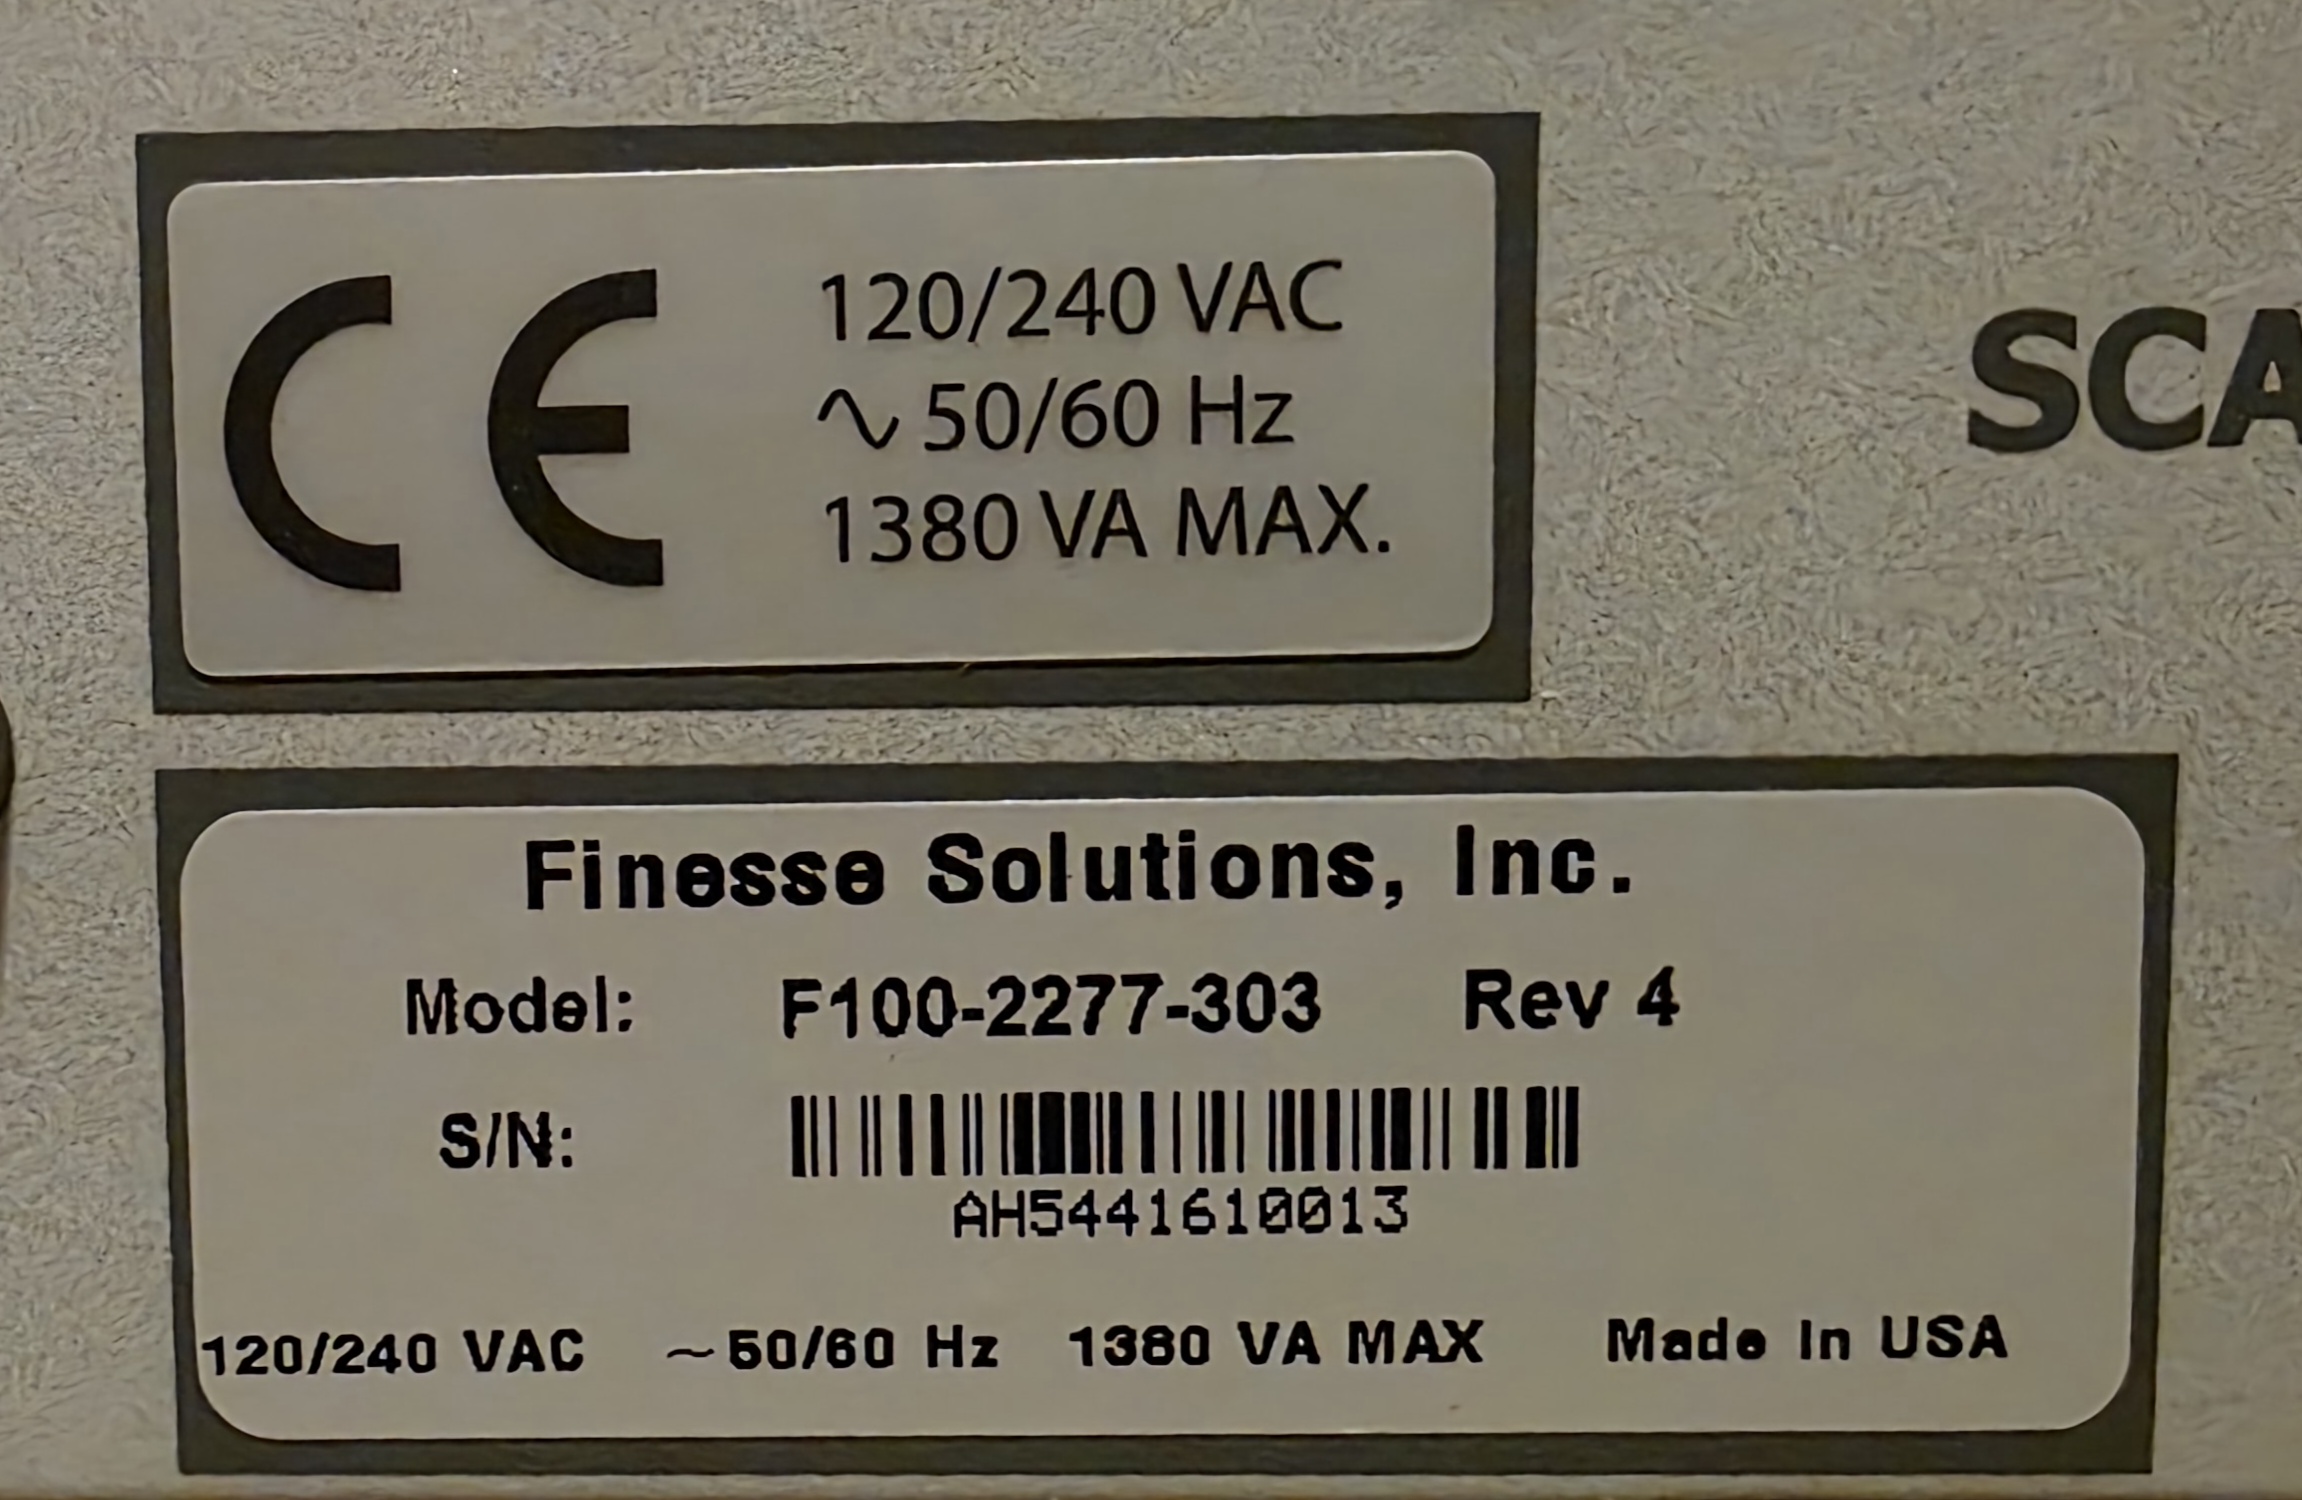 CE
120/240 VAC
∿ 50/60 Hz
1380 VA MAX.
SCA
Finesse Solutions, Inc.
Model: F100-2277-303 Rev 4
S/N:
AH5441610013
120/240 VAC ~50/60 Hz 1380 VA MAX Made In USA